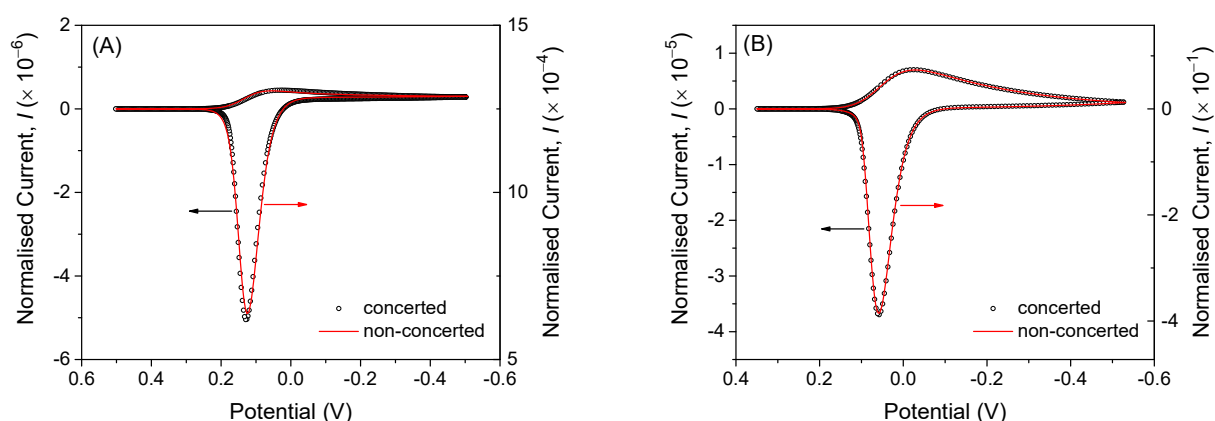 (A)
Normalised Current, I (× 10⁻⁶)
2
0
-2
-4
-6
0.6
0.4
0.2
0.0
-0.2
-0.4
-0.6
Potential (V)
15
10
5
Normalised Current, I (× 10⁻⁴)
concerted
non-concerted
(B)
Normalised Current, I (× 10⁻⁵)
1
0
-1
-2
-3
-4
0.4
0.2
0.0
-0.2
-0.4
-0.6
Potential (V)
0
-2
-4
Normalised Current, I (× 10⁻¹)
concerted
non-concerted